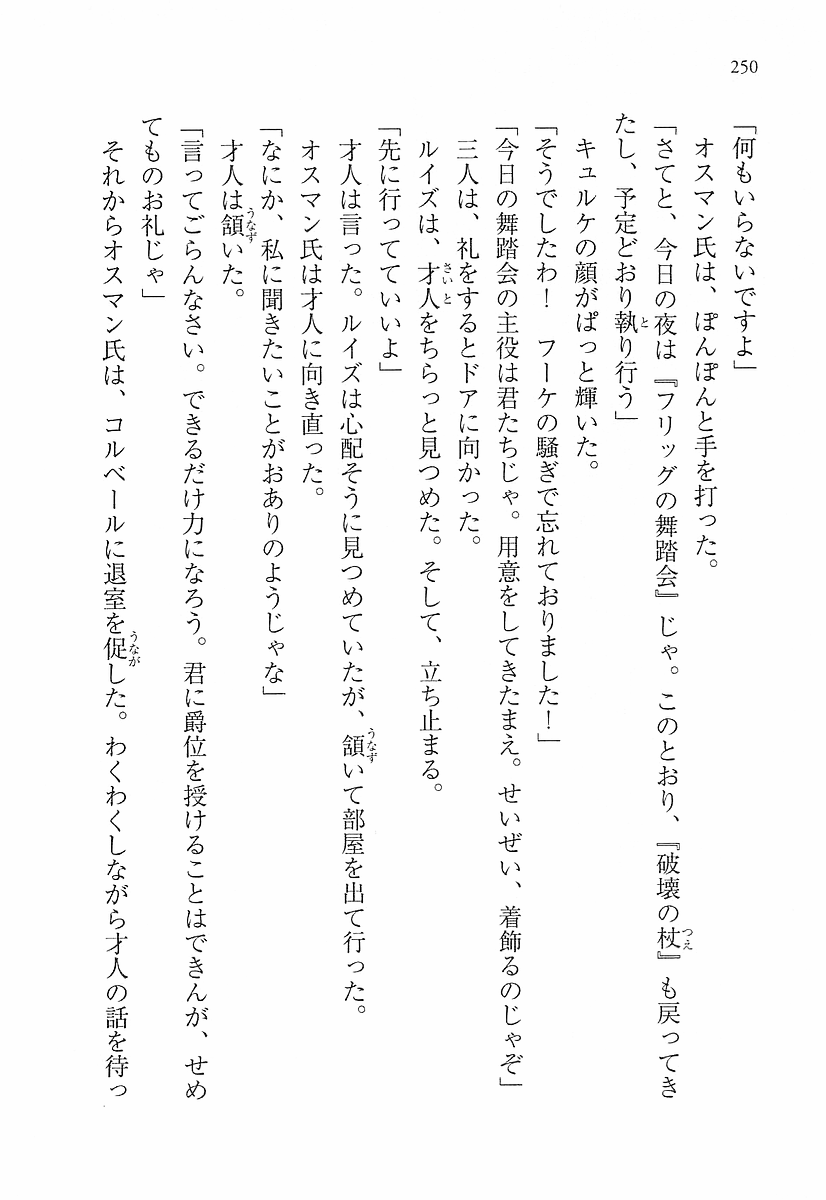 250
「何もいらないですよ」
オスマン氏は、ぽんぽんと手を打った。
「さてと、今日の夜は『フリッグの舞踏会』じゃ。このとおり、『破壊の杖』も戻ってき
たし、予定どおり執り行う」
キュルケの顔がぱっと輝いた。
「そうでしたわ！　フーケの騒ぎで忘れておりました！」
「今日の舞踏会の主役は君たちじゃ。用意をしてきたまえ。せいぜい、着飾るのじゃぞ」
三人は、礼をするとドアに向かった。
ルイズは、才人をちらっと見つめた。そして、立ち止まる。
「先に行ってていいよ」
才人は言った。ルイズは心配そうに見つめていたが、頷いて部屋を出て行った。
オスマン氏は才人に向き直った。
「なにか、私に聞きたいことがおありのようじゃな」
才人は頷いた。
「言ってごらんなさい。できるだけ力になろう。君に爵位を授けることはできんが、せめ
てものお礼じゃ」
それからオスマン氏は、コルベールに退室を促した。わくわくしながら才人の話を待っ